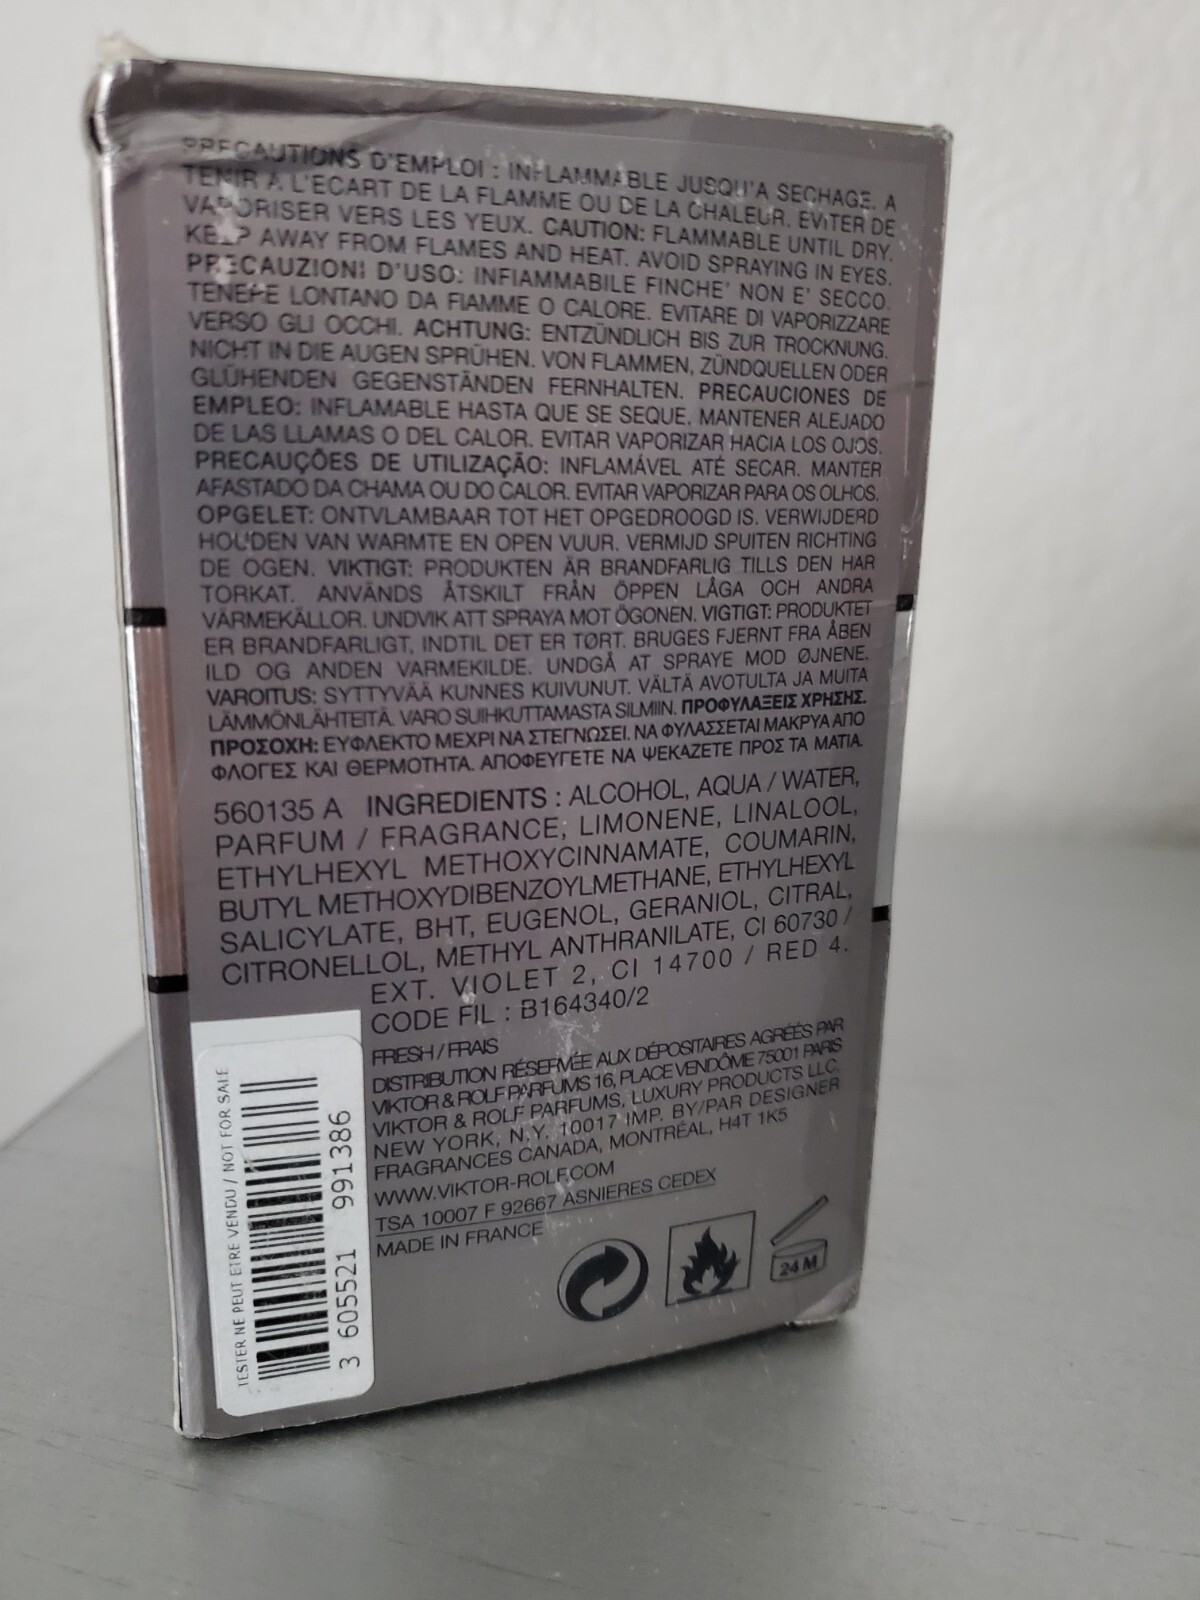 PRECAUTIONS D'EMPLOI : INFLAMMABLE JUSQU'A SECHAGE. A
TENIR A L'ECART DE LA FLAMME OU DE LA CHALEUR. EVITER DE
VAPORISER VERS LES YEUX. CAUTION: FLAMMABLE UNTIL DRY.
KEEP AWAY FROM FLAMES AND HEAT. AVOID SPRAYING IN EYES.
PRECAUZIONI D'USO: INFIAMMABILE FINCHE' NON E' SECCO.
TENERE LONTANO DA FIAMME O CALORE. EVITARE DI VAPORIZZARE
VERSO GLI OCCHI. ACHTUNG: ENTZÜNDLICH BIS ZUR TROCKNUNG.
NICHT IN DIE AUGEN SPRÜHEN. VON FLAMMEN, ZÜNDQUELLEN ODER
GLÜHENDEN GEGENSTÄNDEN FERNHALTEN. PRECAUCIONES DE
EMPLEO: INFLAMABLE HASTA QUE SE SEQUE. MANTENER ALEJADO
DE LAS LLAMAS O DEL CALOR. EVITAR VAPORIZAR HACIA LOS OJOS.
PRECAUÇÕES DE UTILIZAÇÃO: INFLAMÁVEL ATÉ SECAR. MANTER
AFASTADO DA CHAMA OU DO CALOR. EVITAR VAPORIZAR PARA OS OLHOS.
OPGELET: ONTVLAMBAAR TOT HET OPGEDROOGD IS. VERWIJDERD
HOUDEN VAN WARMTE EN OPEN VUUR. VERMIJD SPUITEN RICHTING
DE OGEN. VIKTIGT: PRODUKTEN ÄR BRANDFARLIG TILLS DEN HAR
TORKAT. ANVÄNDS ÅTSKILT FRÅN ÖPPEN LÅGA OCH ANDRA
VÄRMEKÄLLOR. UNDVIK ATT SPRAYA MOT ÖGONEN. VIGTIGT: PRODUKTET
ER BRANDFARLIGT, INDTIL DET ER TØRT. BRUGES FJERNT FRA ÅBEN
ILD OG ANDEN VARMEKILDE. UNDGÅ AT SPRAYE MOD ØJNENE.
VAROITUS: SYTTYVÄÄ KUNNES KUIVUNUT. VÄLTÄ AVOTULTA JA MUITA
LÄMMÖNLÄHTEITÄ. VARO SUIHKUTTAMASTA SILMIIN. ΠΡΟΦΥΛΑΞΕΙΣ ΧΡΗΣΗΣ.
ΠΡΟΣΟΧΗ: ΕΥΦΛΕΚΤΟ ΜΕΧΡΙ ΝΑ ΣΤΕΓΝΩΣΕΙ. ΝΑ ΦΥΛΑΣΣΕΤΑΙ ΜΑΚΡΥΑ ΑΠΟ
ΦΛΟΓΕΣ ΚΑΙ ΘΕΡΜΟΤΗΤΑ. ΑΠΟΦΕΥΓΕΤΕ ΝΑ ΨΕΚΑΖΕΤΕ ΠΡΟΣ ΤΑ ΜΑΤΙΑ.
560135 A INGREDIENTS : ALCOHOL, AQUA / WATER,
PARFUM / FRAGRANCE, LIMONENE, LINALOOL,
ETHYLHEXYL METHOXYCINNAMATE, COUMARIN,
BUTYL METHOXYDIBENZOYLMETHANE, ETHYLHEXYL
SALICYLATE, BHT, EUGENOL, GERANIOL, CITRAL,
CITRONELLOL, METHYL ANTHRANILATE, CI 60730 /
EXT. VIOLET 2, CI 14700 / RED 4.
CODE FIL : B164340/2
FRESH / FRAIS
DISTRIBUTION RÉSERVÉE AUX DÉPOSITAIRES AGRÉÉS PAR
VIKTOR & ROLF PARFUMS 16, PLACE VENDÔME 75001 PARIS
VIKTOR & ROLF PARFUMS, LUXURY PRODUCTS LLC.
NEW YORK, N.Y. 10017 IMP. BY/PAR DESIGNER
FRAGRANCES CANADA, MONTRÉAL, H4T 1K5
WWW.VIKTOR-ROLF.COM
TSA 10007 F 92667 ASNIERES CEDEX
MADE IN FRANCE
24 M
TESTER NE PEUT ETRE VENDU / NOT FOR SALE
3 605521 991386